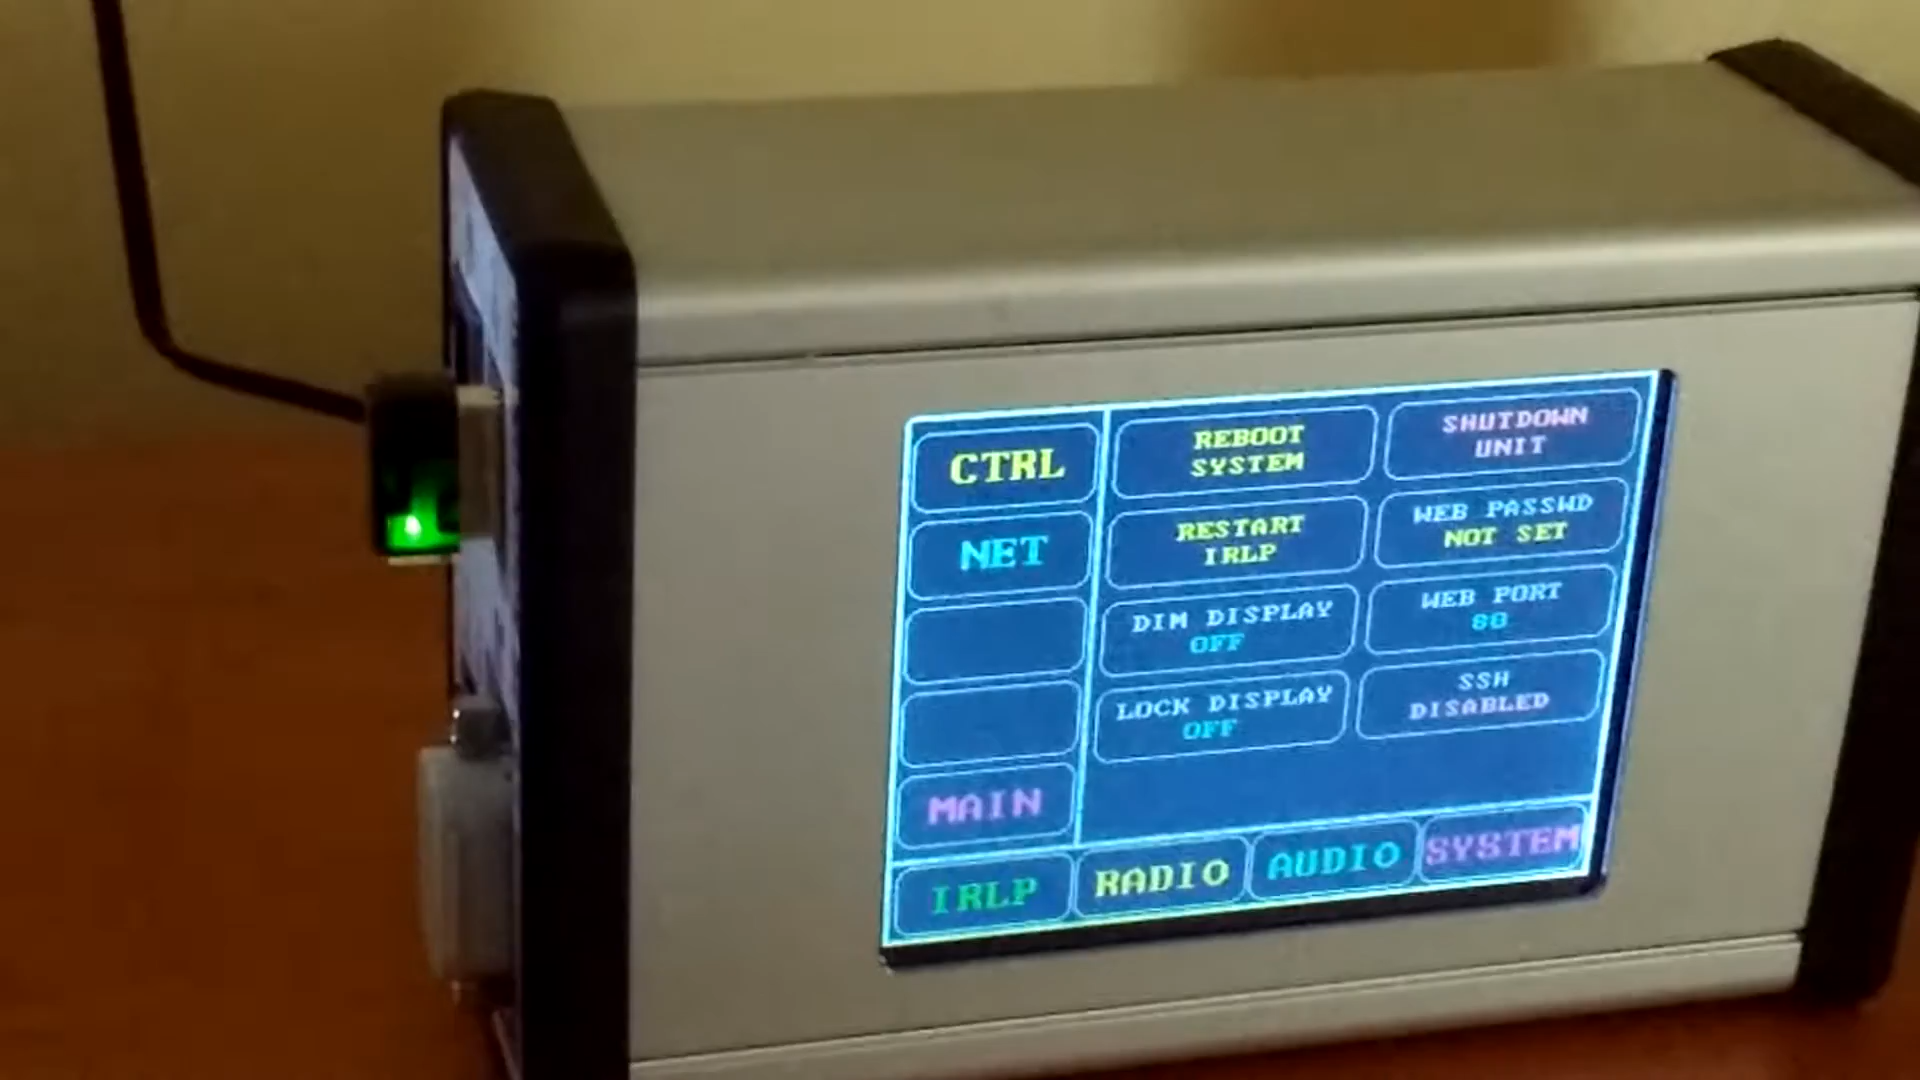 CTRL
REBOOT
SYSTEM
SHUTDOWN
UNIT
NET
RESTART
IRLP
WEB PASSWD
NOT SET
DIM DISPLAY
OFF
WEB PORT
80
LOCK DISPLAY
OFF
SSH
DISABLED
MAIN
IRLP
RADIO
AUDIO
SYSTEM